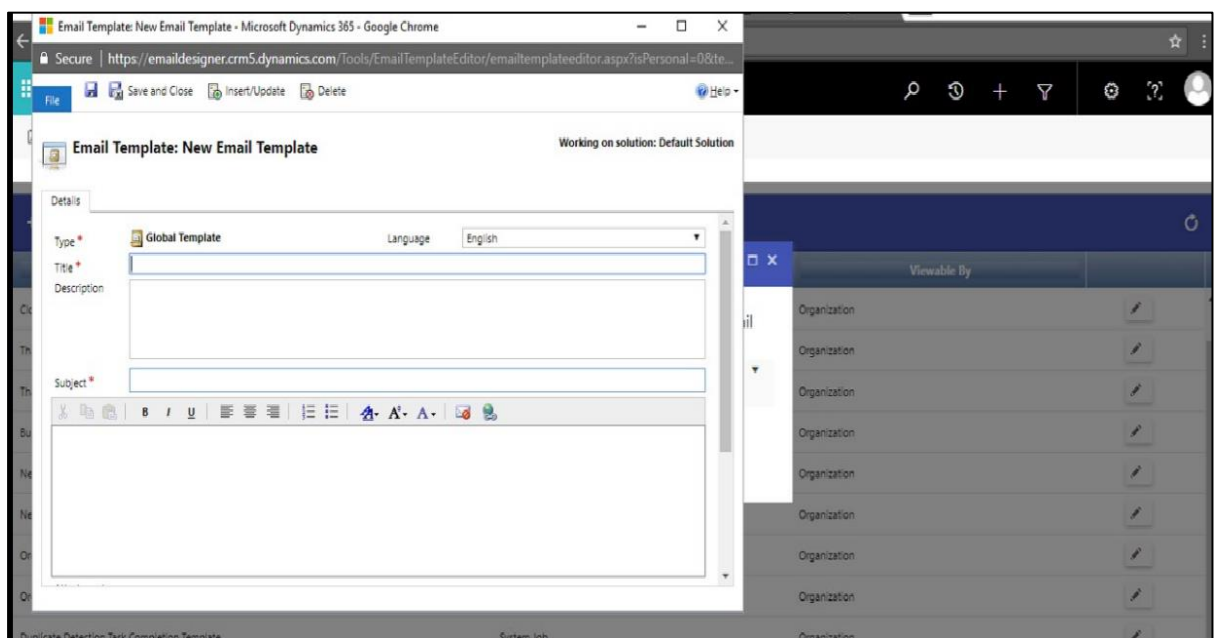 Email Template: New Email Template - Microsoft Dynamics 365 - Google Chrome
Secure | https://emaildesigner.crm5.dynamics.com/Tools/EmailTemplateEditor/emailtemplateeditor.aspx?isPersonal=0&te...
File Save and Close Insert/Update Delete Help
Email Template: New Email Template Working on solution: Default Solution
Details
Type * Global Template Language English
Title *
Viewable By
Description
Organization
Organization
Subject *
Organization
B I U
Organization
Organization
Organization
Organization
Organization
Duplicate Detection Task Completion Template System Job Organization